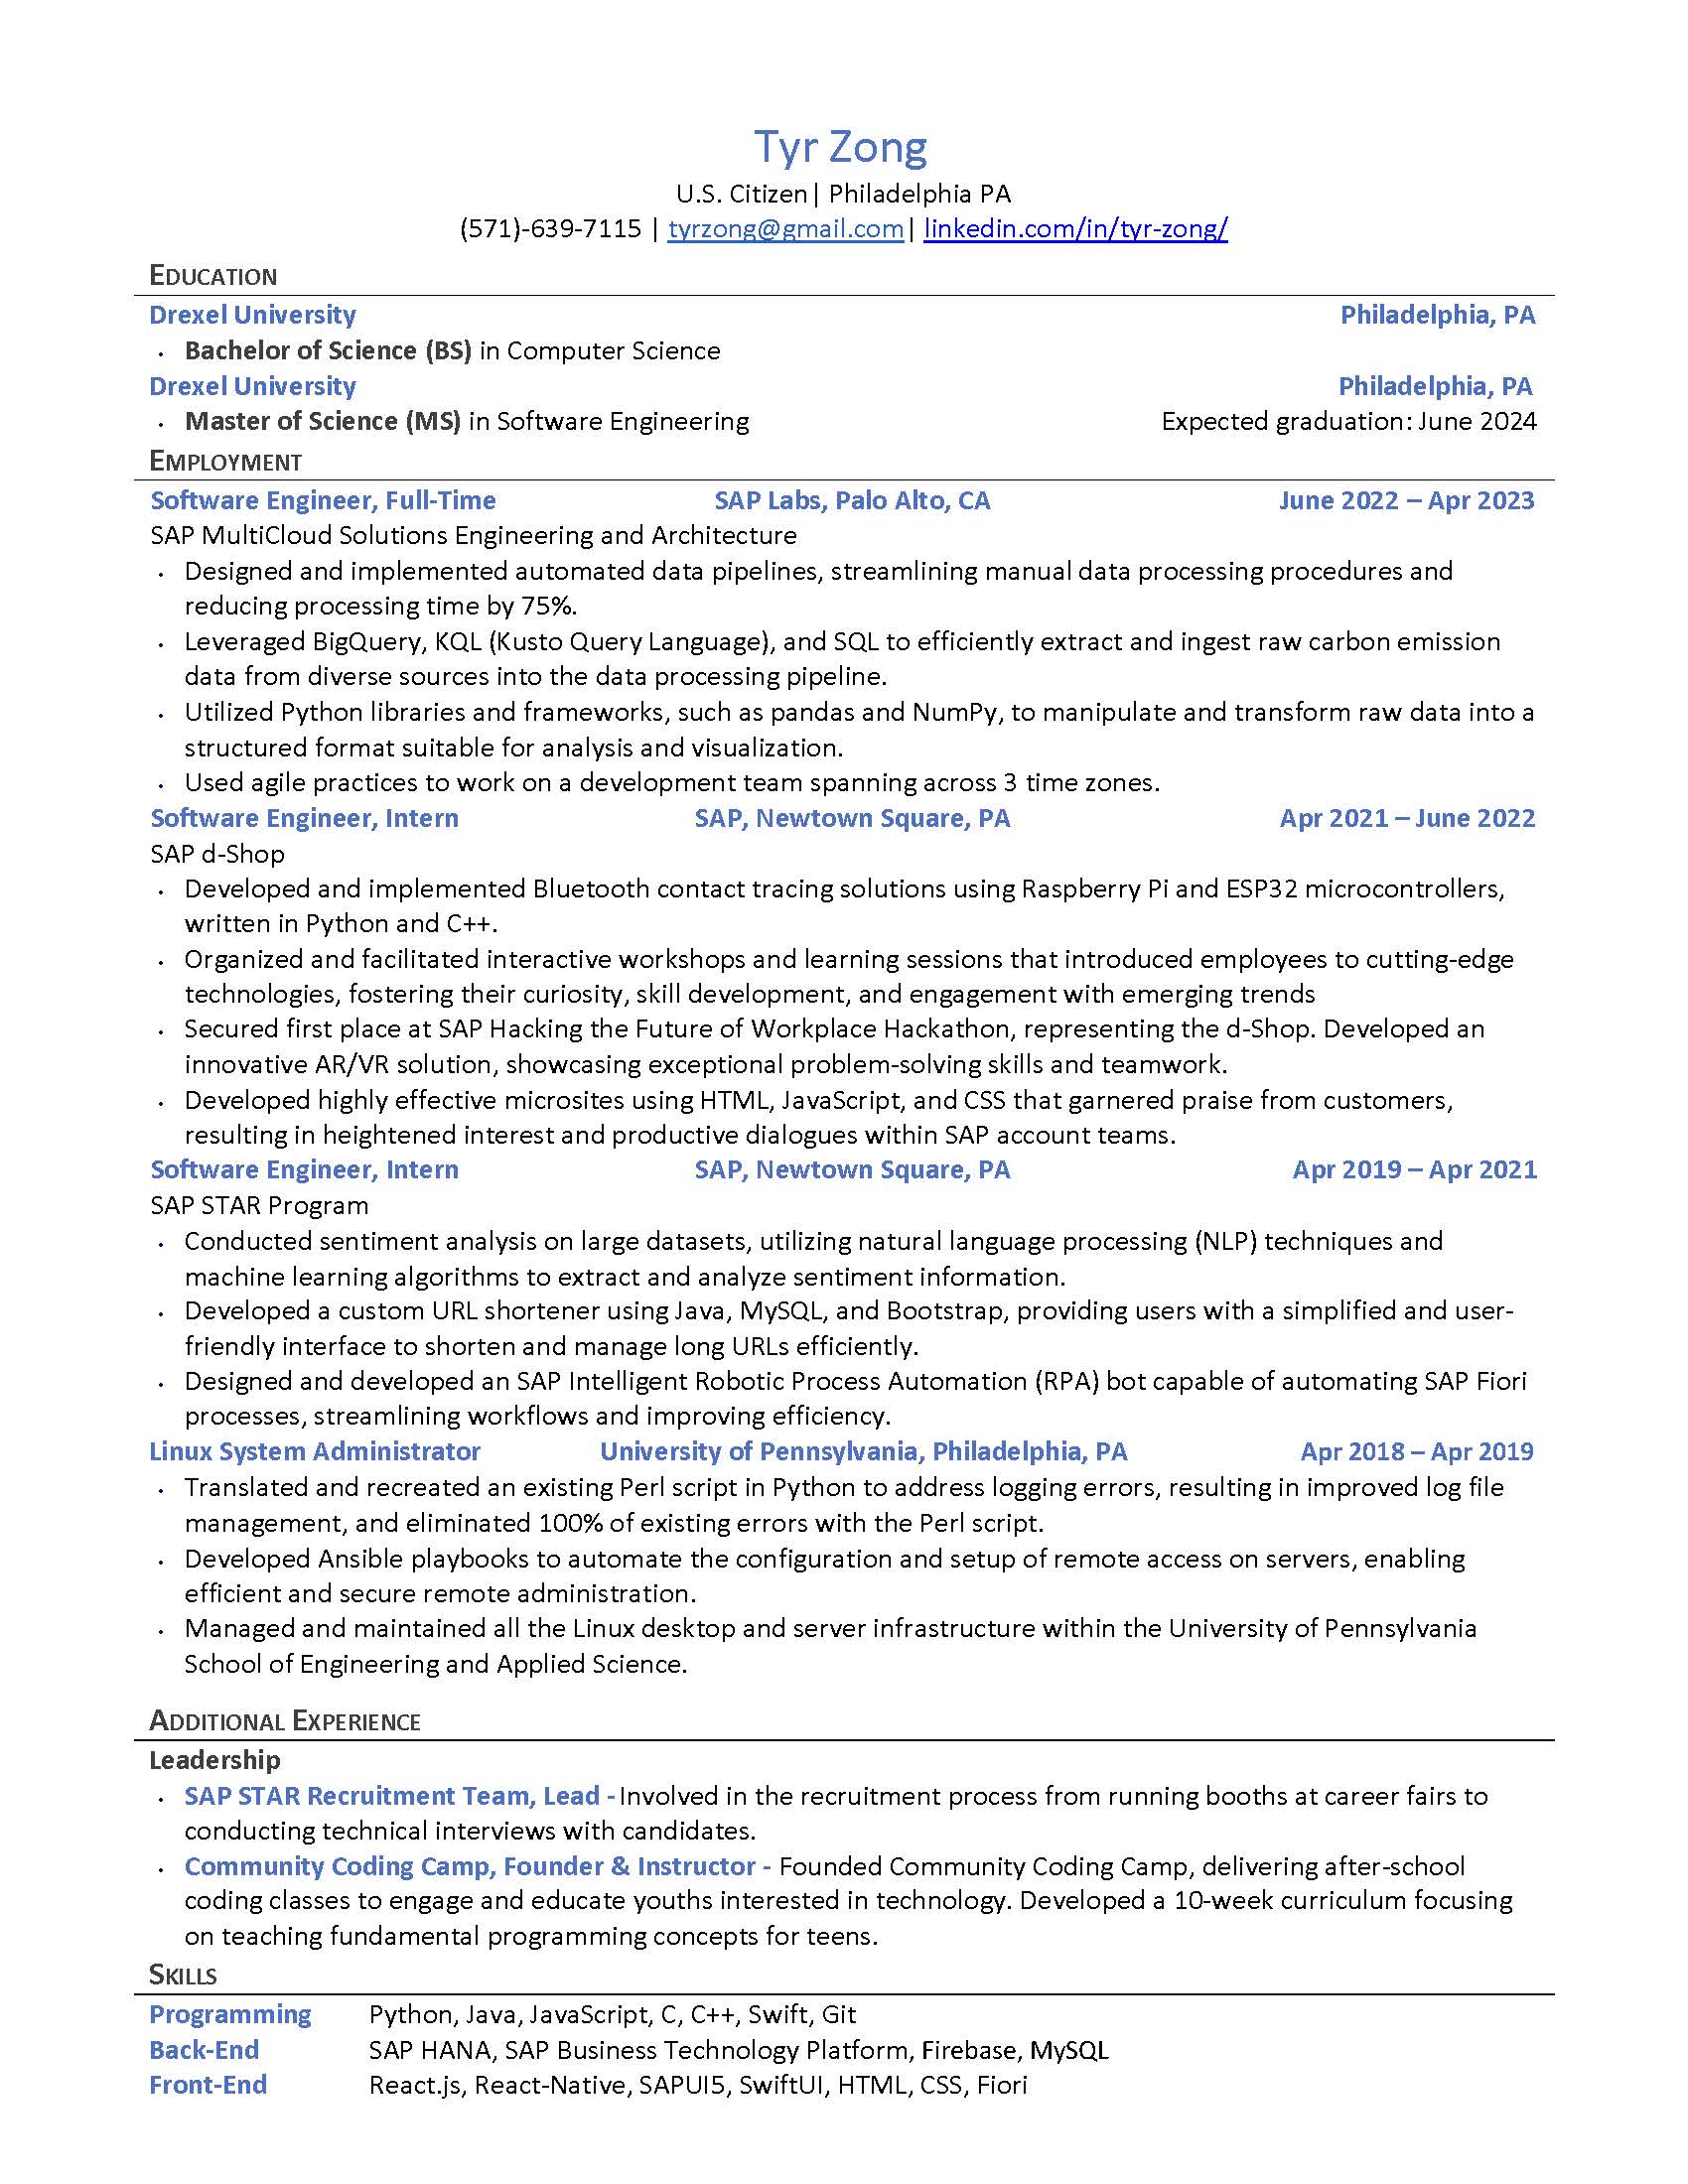 Tyr Zong
U.S. Citizen| Philadelphia PA
(571)-639-7115 | tyrzong@gmail.com| linkedin.com/in/tyr-zong/
EDUCATION
Drexel University Philadelphia, PA
• Bachelor of Science (BS) in Computer Science
Drexel University Philadelphia, PA
• Master of Science (MS) in Software Engineering Expected graduation: June 2024
EMPLOYMENT
Software Engineer, Full-Time SAP Labs, Palo Alto, CA June 2022 – Apr 2023
SAP MultiCloud Solutions Engineering and Architecture
• Designed and implemented automated data pipelines, streamlining manual data processing procedures and
reducing processing time by 75%.
• Leveraged BigQuery, KQL (Kusto Query Language), and SQL to efficiently extract and ingest raw carbon emission
data from diverse sources into the data processing pipeline.
• Utilized Python libraries and frameworks, such as pandas and NumPy, to manipulate and transform raw data into a
structured format suitable for analysis and visualization.
• Used agile practices to work on a development team spanning across 3 time zones.
Software Engineer, Intern SAP, Newtown Square, PA Apr 2021 – June 2022
SAP d-Shop
• Developed and implemented Bluetooth contact tracing solutions using Raspberry Pi and ESP32 microcontrollers,
written in Python and C++.
• Organized and facilitated interactive workshops and learning sessions that introduced employees to cutting-edge
technologies, fostering their curiosity, skill development, and engagement with emerging trends
• Secured first place at SAP Hacking the Future of Workplace Hackathon, representing the d-Shop. Developed an
innovative AR/VR solution, showcasing exceptional problem-solving skills and teamwork.
• Developed highly effective microsites using HTML, JavaScript, and CSS that garnered praise from customers,
resulting in heightened interest and productive dialogues within SAP account teams.
Software Engineer, Intern SAP, Newtown Square, PA Apr 2019 – Apr 2021
SAP STAR Program
• Conducted sentiment analysis on large datasets, utilizing natural language processing (NLP) techniques and
machine learning algorithms to extract and analyze sentiment information.
• Developed a custom URL shortener using Java, MySQL, and Bootstrap, providing users with a simplified and user-
friendly interface to shorten and manage long URLs efficiently.
• Designed and developed an SAP Intelligent Robotic Process Automation (RPA) bot capable of automating SAP Fiori
processes, streamlining workflows and improving efficiency.
Linux System Administrator University of Pennsylvania, Philadelphia, PA Apr 2018 – Apr 2019
• Translated and recreated an existing Perl script in Python to address logging errors, resulting in improved log file
management, and eliminated 100% of existing errors with the Perl script.
• Developed Ansible playbooks to automate the configuration and setup of remote access on servers, enabling
efficient and secure remote administration.
• Managed and maintained all the Linux desktop and server infrastructure within the University of Pennsylvania
School of Engineering and Applied Science.
ADDITIONAL EXPERIENCE
Leadership
• SAP STAR Recruitment Team, Lead - Involved in the recruitment process from running booths at career fairs to
conducting technical interviews with candidates.
• Community Coding Camp, Founder & Instructor - Founded Community Coding Camp, delivering after-school
coding classes to engage and educate youths interested in technology. Developed a 10-week curriculum focusing
on teaching fundamental programming concepts for teens.
SKILLS
Programming Python, Java, JavaScript, C, C++, Swift, Git
Back-End SAP HANA, SAP Business Technology Platform, Firebase, MySQL
Front-End React.js, React-Native, SAPUI5, SwiftUI, HTML, CSS, Fiori